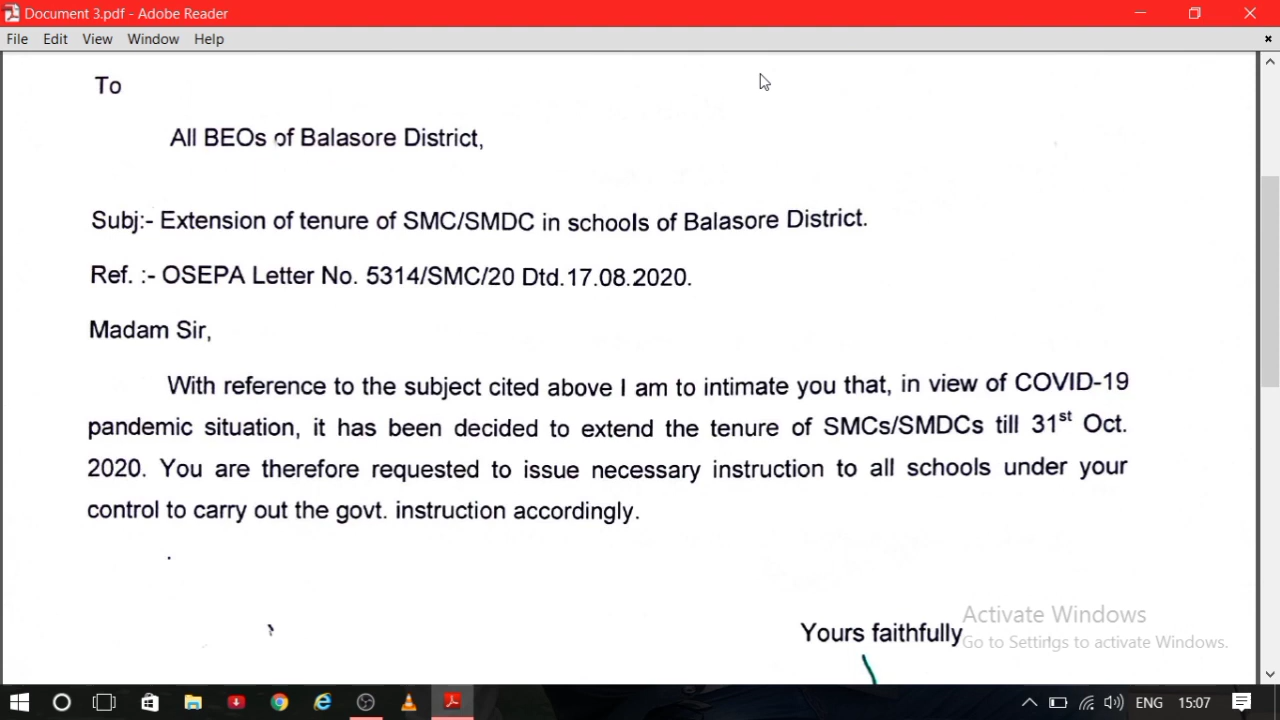 Document 3.pdf - Adobe Reader
File Edit View Window Help
To
All BEOs of Balasore District,
Subj:- Extension of tenure of SMC/SMDC in schools of Balasore District.
Ref. :- OSEPA Letter No. 5314/SMC/20 Dtd.17.08.2020.
Madam Sir,
With reference to the subject cited above I am to intimate you that, in view of COVID-19
pandemic situation, it has been decided to extend the tenure of SMCs/SMDCs till 31st Oct.
2020. You are therefore requested to issue necessary instruction to all schools under your
control to carry out the govt. instruction accordingly.
Yours faithfully
Activate Windows
Go to Settings to activate Windows.
ENG 15:07